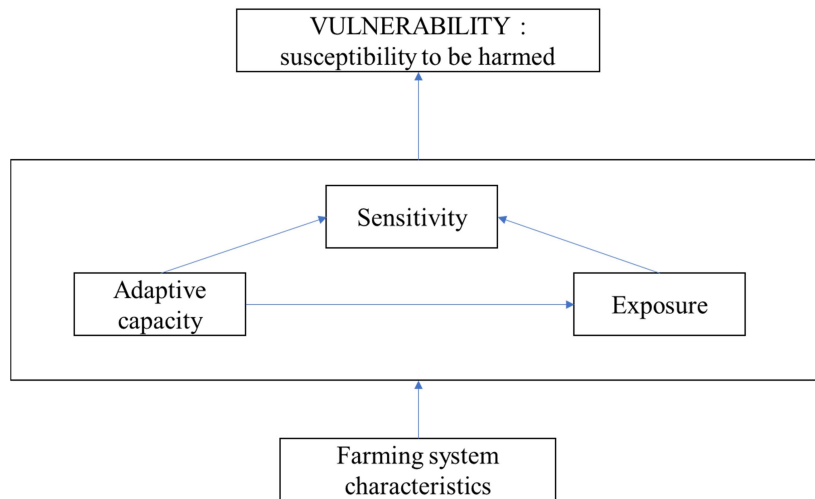 VULNERABILITY :
susceptibility to be harmed
Sensitivity
Adaptive
capacity
Exposure
Farming system
characteristics